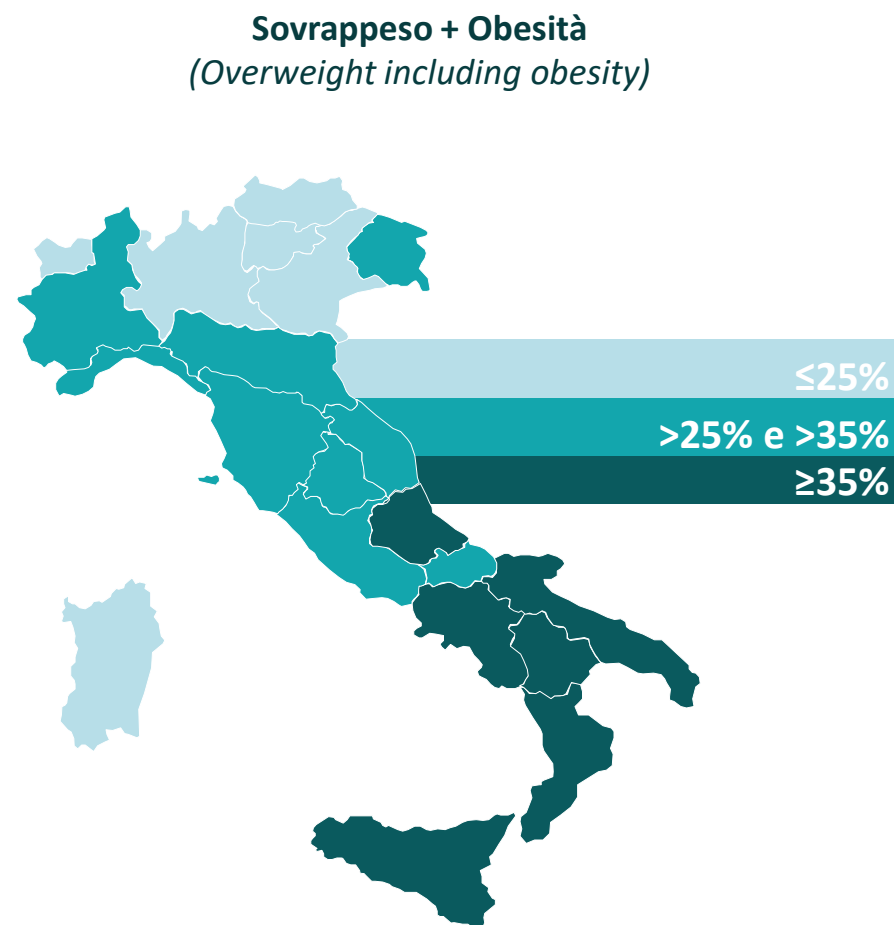 Sovrappeso + Obesità
(Overweight including obesity)
≤25%
>25% e >35%
≥35%